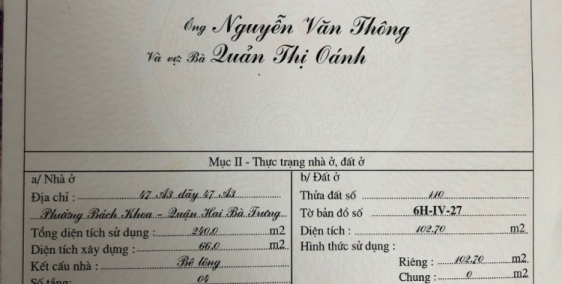 Ông Nguyễn Văn Thông
Và vợ: Bà Quản Thị Oánh
Mục II - Thực trạng nhà ở, đất ở
a/ Nhà ở
Địa chỉ : 47 A3 dãy 47 A3
Phường Bách Khoa - Quận Hai Bà Trưng
Tổng diện tích sử dụng : 240.0 m2
Diện tích xây dựng : 66.0 m2
Kết cấu nhà : Bê tông
Số tầng: 04
b/ Đất ở
Thửa đất số 110
Tờ bản đồ số 6H-IV-27
Diện tích : 102.70 m2
Hình thức sử dụng :
Riêng : 102.70 m2
Chung : 0 m2